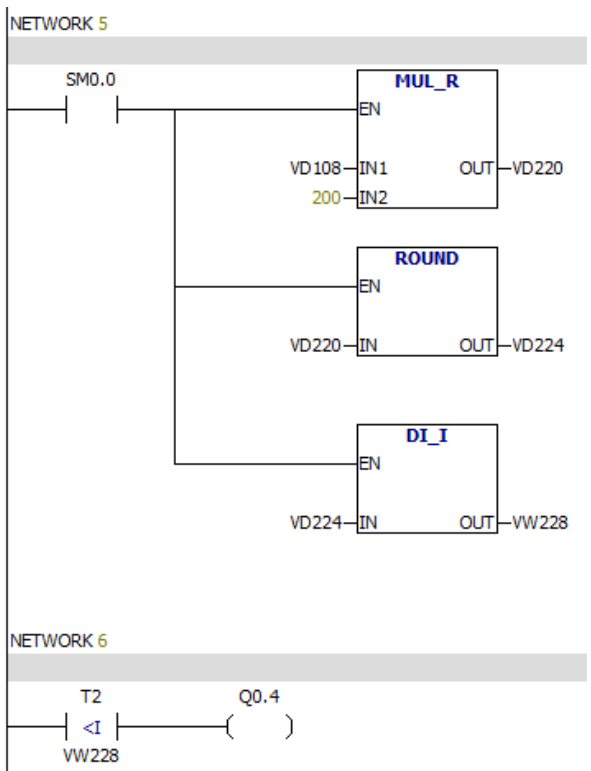 NETWORK 5
SM0.0
MUL_R
EN
VD108 IN1 OUT VD220
200 IN2
ROUND
EN
VD220 IN OUT VD224
DI_I
EN
VD224 IN OUT VW228
NETWORK 6
T2 Q0.4
<I
VW228